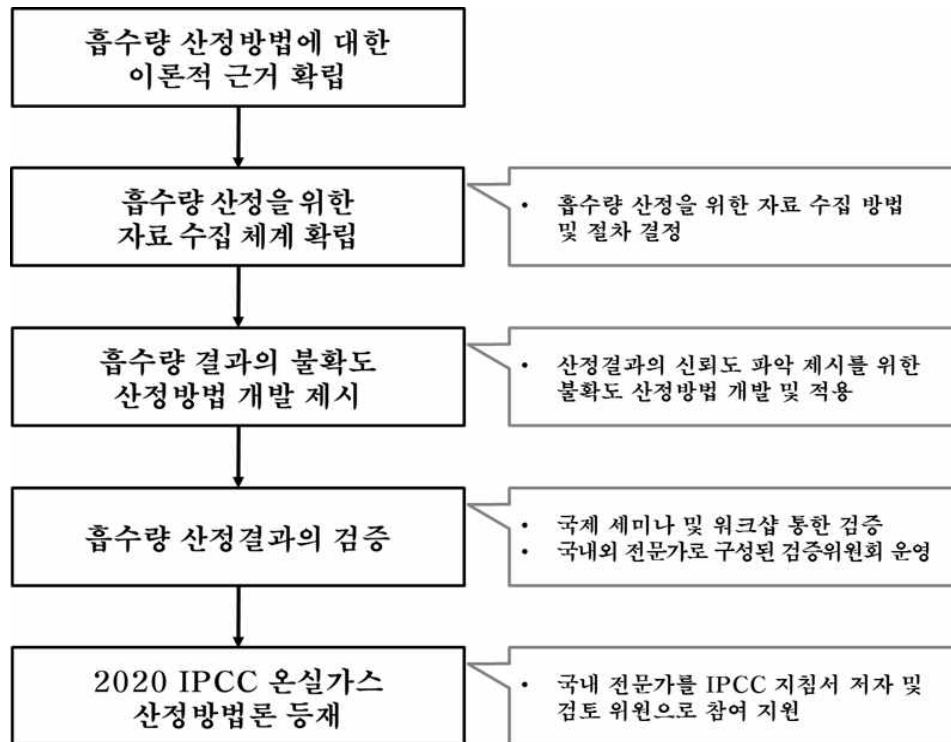 흡수량 산정방법에 대한
이론적 근거 확립
흡수량 산정을 위한
자료 수집 체계 확립
• 흡수량 산정을 위한 자료 수집 방법
및 절차 결정
흡수량 결과의 불확도
산정방법 개발 제시
• 산정결과의 신뢰도 파악 제시를 위한
불확도 산정방법 개발 및 적용
흡수량 산정결과의 검증
• 국제 세미나 및 워크샵 통한 검증
• 국내외 전문가로 구성된 검증위원회 운영
2020 IPCC 온실가스
산정방법론 등재
• 국내 전문가를 IPCC 지침서 저자 및
검토 위원으로 참여 지원